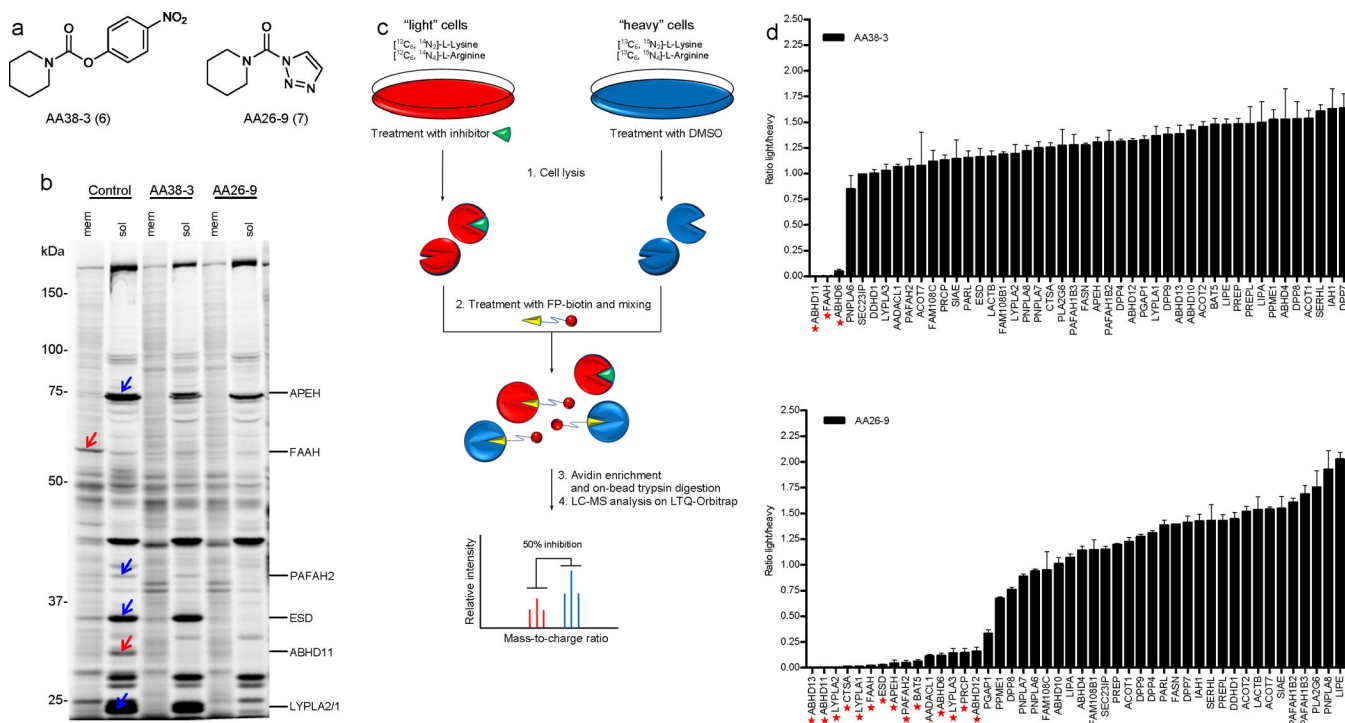 a
NO₂
N
O
O
N
O
N
N
N
AA38-3 (6)
AA26-9 (7)
b
Control
AA38-3
AA26-9
mem
sol
mem
sol
mem
sol
kDa
150-
100-
75-
50-
37-
25-
APEH
FAAH
PAFAH2
ESD
ABHD11
LYPLA2/1
c
"light" cells
[¹²C₆, ¹⁴N₂]-L-Lysine
[¹²C₆, ¹⁴N₄]-L-Arginine
"heavy" cells
[¹³C₆, ¹⁵N₂]-L-Lysine
[¹³C₆, ¹⁵N₄]-L-Arginine
Treatment with inhibitor
Treatment with DMSO
1. Cell lysis
2. Treatment with FP-biotin and mixing
3. Avidin enrichment
and on-bead trypsin digestion
4. LC-MS analysis on LTQ-Orbitrap
50% inhibition
Relative intensity
Mass-to-charge ratio
d
AA38-3
Ratio light/heavy
2.50
2.25
2.00
1.75
1.50
1.25
1.00
0.75
0.50
0.25
0.00
ABHD11
FAAH
ABHD6
PNPLA6
SEC23IP
DDHD1
LYPLA3
AADACL1
PAFAH2
ACOT7
FAM108C
PRCP
SIAE
PARL
ESD
LACTB
FAM108B1
LYPLA2
PNPLA8
PNPLA7
CTSA
PLA2G6
PAFAH1B3
FASN
APEH
PAFAH1B2
DPP4
ABHD12
PGAP1
LYPLA1
DPP9
ABHD13
ABHD10
ACOT2
BAT5
LIPE
PREP
PREPL
LIPA
PPME1
ABHD4
DPP8
ACOT1
SERHL
IAH1
DPP7
AA26-9
Ratio light/heavy
2.50
2.25
2.00
1.75
1.50
1.25
1.00
0.75
0.50
0.25
0.00
ABHD13
ABHD11
LYPLA2
CTSA
LYPLA1
FAAH
ESD
APEH
PAFAH2
BAT5
AADACL1
ABHD6
LYPLA3
PRCP
ABHD12
PGAP1
PPME1
DPP8
PNPLA7
PNPLA6
FAM108C
ABHD10
LIPA
ABHD4
FAM108B1
SEC23IP
PREP
ACOT1
DPP9
DPP4
PARL
FASN
DPP7
IAH1
SERHL
PREPL
DDHD1
ACOT2
LACTB
ACOT7
SIAE
PAFAH1B2
PAFAH1B3
PLA2G6
PNPLA8
LIPE